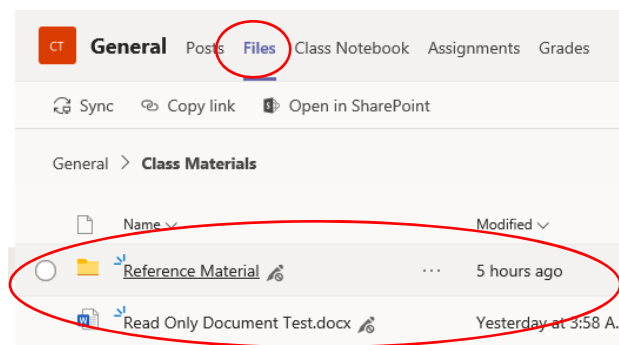 CT General Posts Files Class Notebook Assignments Grades
Sync Copy link Open in SharePoint
General > Class Materials
Name Modified
Reference Material ... 5 hours ago
Read Only Document Test.docx Yesterday at 3:58 A.